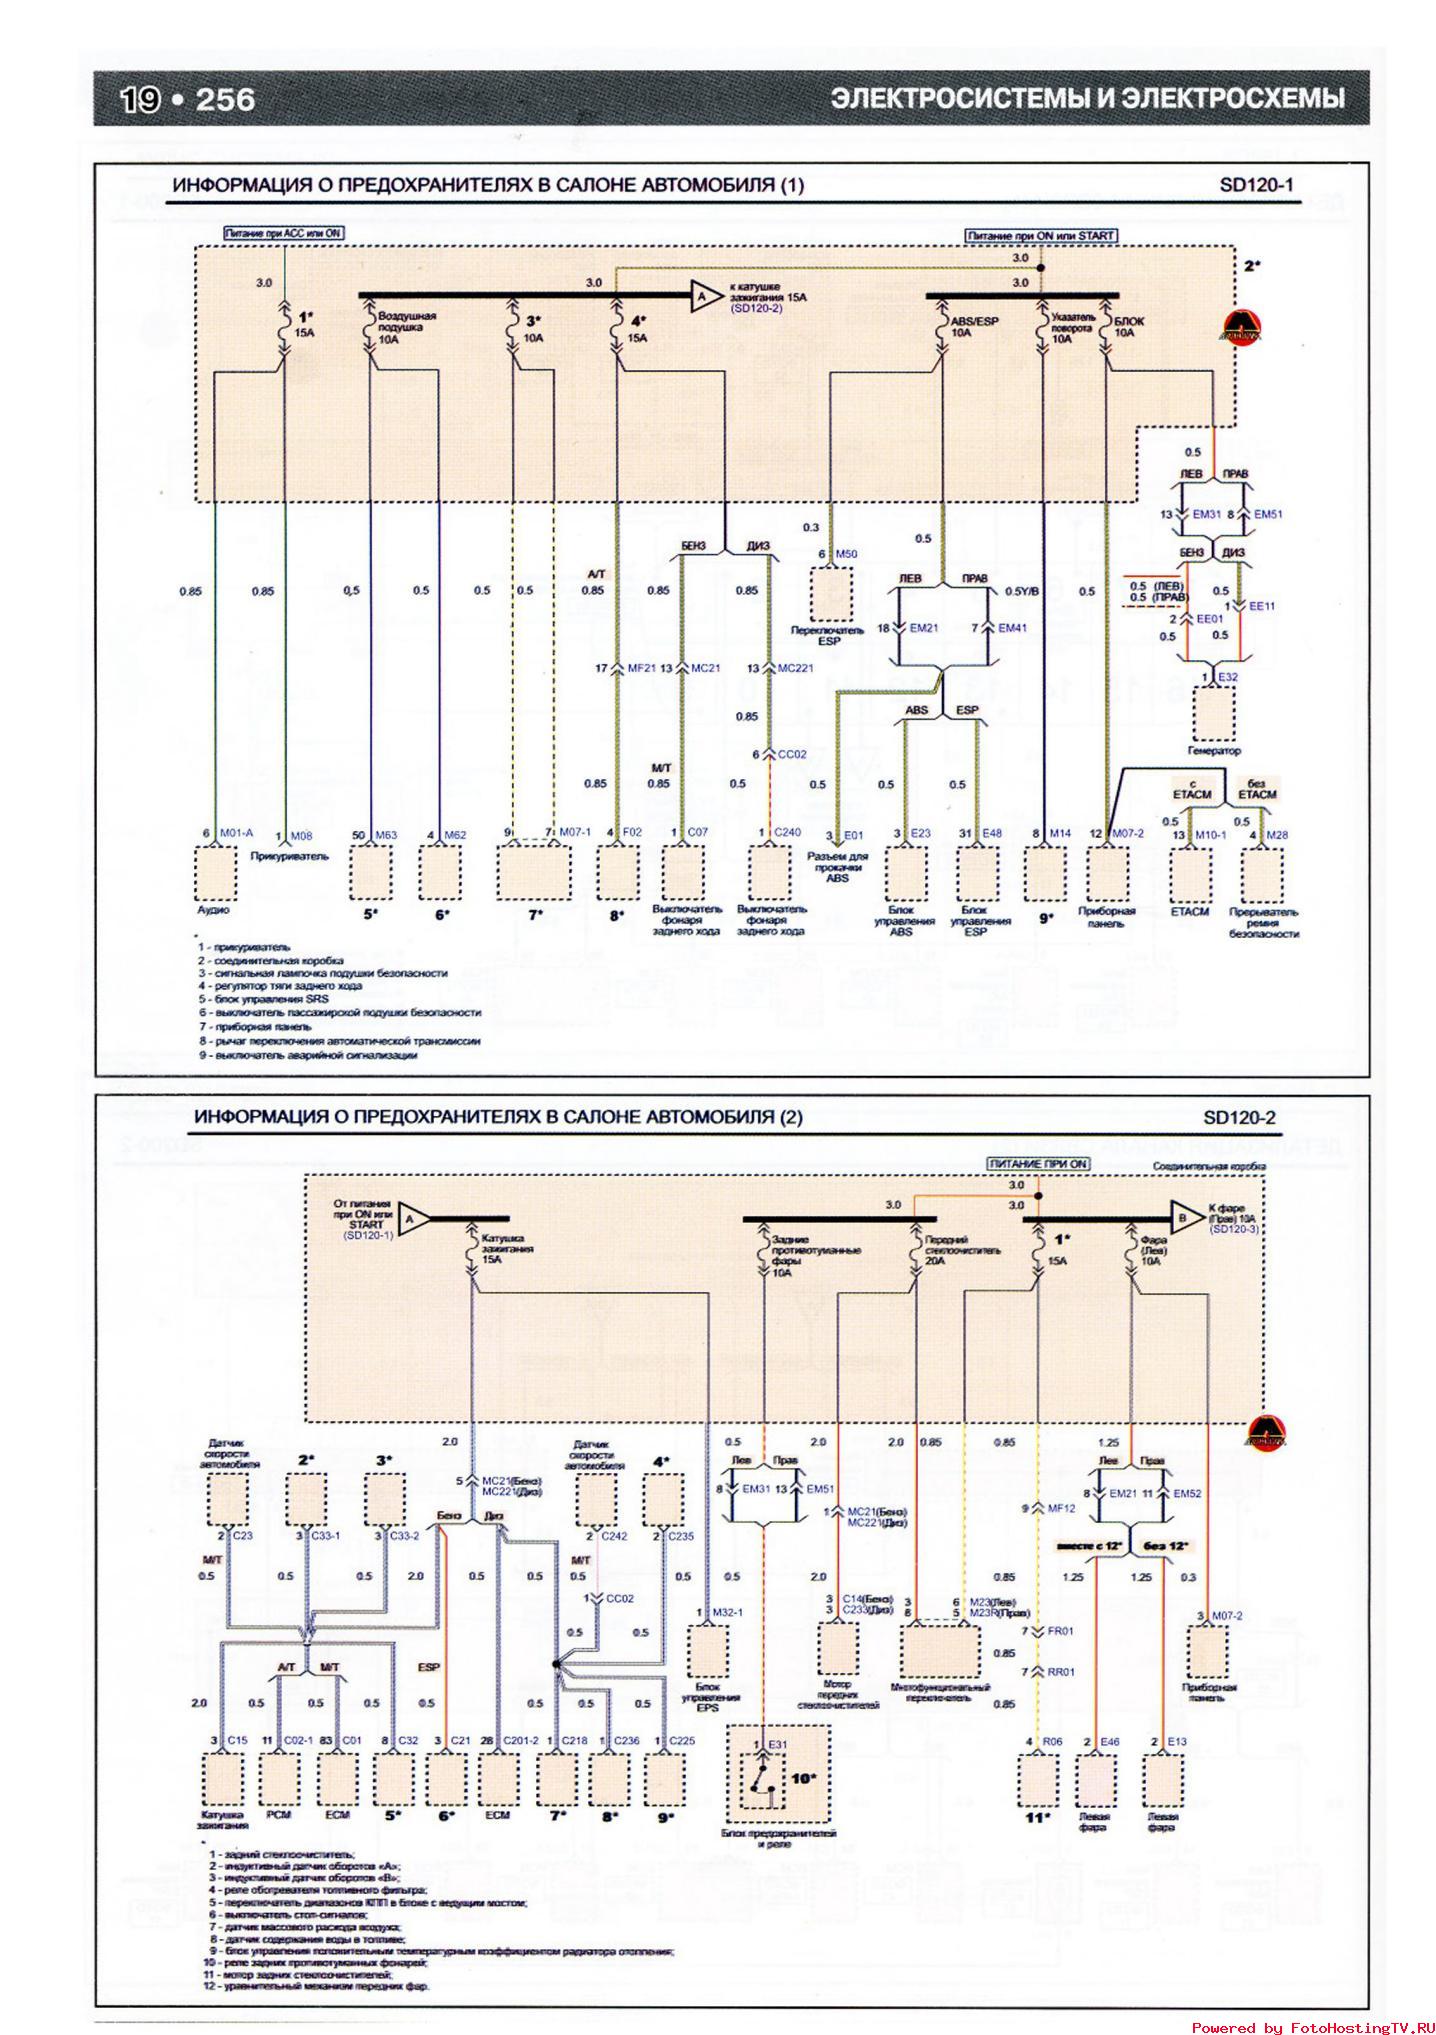 19 • 256
ЭЛЕКТРОСИСТЕМЫ И ЭЛЕКТРОСХЕМЫ
ИНФОРМАЦИЯ О ПРЕДОХРАНИТЕЛЯХ В САЛОНЕ АВТОМОБИЛЯ (1)
SD120-1
Питание при ACC или ON
Питание при ON или START
3.0
3.0
3.0
3.0
2*
к катушке
зажигания 15A
(SD120-2)
A
1*
15A
Воздушная
подушка
10A
3*
10A
4*
15A
ABS/ESP
10A
Указатель
поворота
10A
БЛОК
10A
0.5
ЛЕВ ПРАВ
13 EM31 8 EM51
БЕНЗ ДИЗ
0.5 (ЛЕВ)
0.5 (ПРАВ)
0.5
1 EE11
2 EE01
0.5 0.5
1 E32
Генератор
0.3
6 M50
Переключатель
ESP
0.5
ЛЕВ ПРАВ
0.5Y/B
18 EM21 7 EM41
ABS ESP
БЕНЗ ДИЗ
A/T
0.85 0.85 0,5 0.5 0.5 0.5 0.85 0.85 0.85 0.5
17 MF21 13 MC21 13 MC221
0.85
6 CC02
M/T
0.85 0.85 0.5 0.5 0.5 0.5
с
ETACM
без
ETACM
0.5 0.5
6 M01-A 1 M08 50 M63 4 M62 9 7 M07-1 4 F02 1 C07 1 C240 3 E01 3 E23 31 E48 8 M14 12 M07-2 13 M10-1 4 M28
Прикуриватель
Разъем для
прокачки
ABS
Аудио
5*
6*
7*
8*
Выключатель
фонаря
заднего хода
Выключатель
фонаря
заднего хода
Блок
управления
ABS
Блок
управления
ESP
9*
Приборная
панель
ETACM
Прерыватель
ремня
безопасности
*
1 - прикуриватель
2 - соединительная коробка
3 - сигнальная лампочка подушки безопасности
4 - регулятор тяги заднего хода
5 - блок управления SRS
6 - выключатель пассажирской подушки безопасности
7 - приборная панель
8 - рычаг переключения автоматической трансмиссии
9 - выключатель аварийной сигнализации
ИНФОРМАЦИЯ О ПРЕДОХРАНИТЕЛЯХ В САЛОНЕ АВТОМОБИЛЯ (2)
SD120-2
ПИТАНИЕ ПРИ ON
Соединительная коробка
3.0
3.0
3.0
От питания
при ON или
START
(SD120-1)
A
B
К фаре
(Прав) 10A
(SD120-3)
Катушка
зажигания
15A
Задние
противотуманные
фары
10A
Передний
стеклоочиститель
20A
1*
15A
Фара
(Лев)
10A
Датчик
скорости
автомобиля
2*
3*
2.0
5 MC21(Бенз)
MC221(Диз)
Бенз Диз
Датчик
скорости
автомобиля
4*
0.5 2.0 2.0 0.85 0.85 1.25
Лев Прав
8 EM31 13 EM51
1 MC21(Бенз)
MC221(Диз)
9 MF12
Лев Прав
8 EM21 11 EM52
вместе с 12* без 12*
2 C23 3 C33-1 3 C33-2 2 C242 2 C235
M/T M/T
0.5 0.5 0.5 2.0 0.5 0.5 0.5 0.5 0.5 2.0 0.85 1.25 1.25 0.3
1 CC02
0.5 0.5
1 M32-1
3 C14(Бенз)
3 C233(Диз)
3
8
6 M23(Лев)
5 M23R(Прав)
7 FR01
0.85
7 RR01
0.85
3 M07-2
A/T M/T
ESP
2.0 0.5 0.5 0.5 0.5 0.5 0.5 0.5
Блок
управления
EPS
Мотор
передних
стеклоочистителей
Многофункциональный
переключатель
Приборная
панель
3 C15 11 C02-1 83 C01 8 C32 3 C21 28 C201-2 1 C218 1 C236 1 C225 1 E31 4 R06 2 E46 2 E13
10*
Катушка
зажигания
PCM
ECM
5*
6*
ECM
7*
8*
9*
Блок предохранителей
и реле
11*
Левая
фара
Левая
фара
*
1 - задний стеклоочиститель;
2 - индуктивный датчик оборотов «А»;
3 - индуктивный датчик оборотов «В»;
4 - реле обогревателя топливного фильтра;
5 - переключатель диапазонов КПП в блоке с ведущим мостом;
6 - выключатель стоп-сигналов;
7 - датчик массового расхода воздуха;
8 - датчик содержания воды в топливе;
9 - блок управления положительным температурным коэффициентом радиатора отопления;
10 - реле задних противотуманных фонарей;
11 - мотор задних стеклоочистителей;
12 - уравнительный механизм передних фар.
Powered by FotoHostingTV.RU